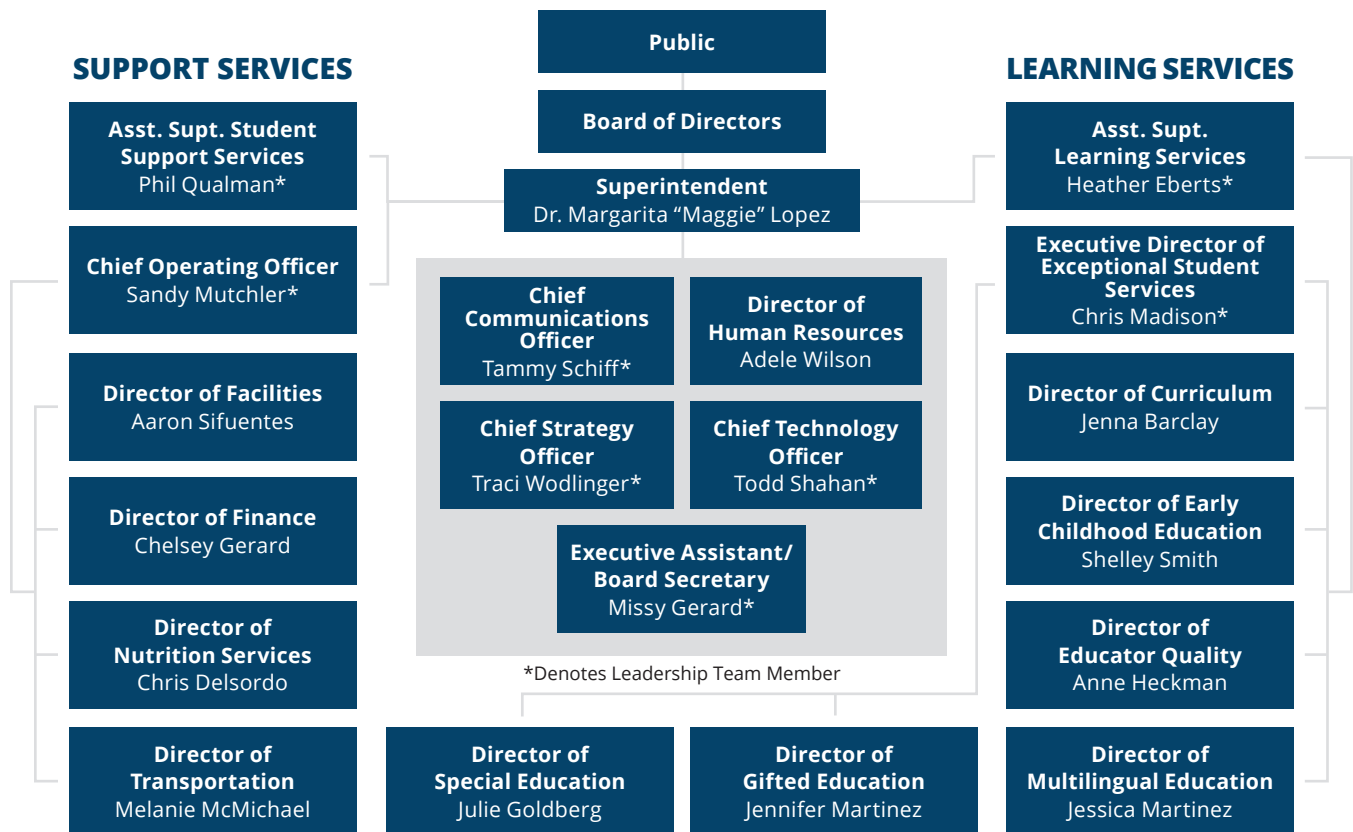 Public
SUPPORT SERVICES
LEARNING SERVICES
Board of Directors
Asst. Supt. Student
Support Services
Phil Qualman*
Asst. Supt.
Learning Services
Heather Eberts*
Superintendent
Dr. Margarita “Maggie” Lopez
Chief Operating Officer
Sandy Mutchler*
Executive Director of
Exceptional Student
Services
Chris Madison*
Chief
Communications
Officer
Tammy Schiff*
Director of
Human Resources
Adele Wilson
Director of Facilities
Aaron Sifuentes
Director of Curriculum
Jenna Barclay
Chief Strategy
Officer
Traci Wodlinger*
Chief Technology
Officer
Todd Shahan*
Director of Finance
Chelsey Gerard
Director of Early
Childhood Education
Shelley Smith
Executive Assistant/
Board Secretary
Missy Gerard*
Director of
Nutrition Services
Chris Delsordo
Director of
Educator Quality
Anne Heckman
*Denotes Leadership Team Member
Director of
Transportation
Melanie McMichael
Director of
Special Education
Julie Goldberg
Director of
Gifted Education
Jennifer Martinez
Director of
Multilingual Education
Jessica Martinez